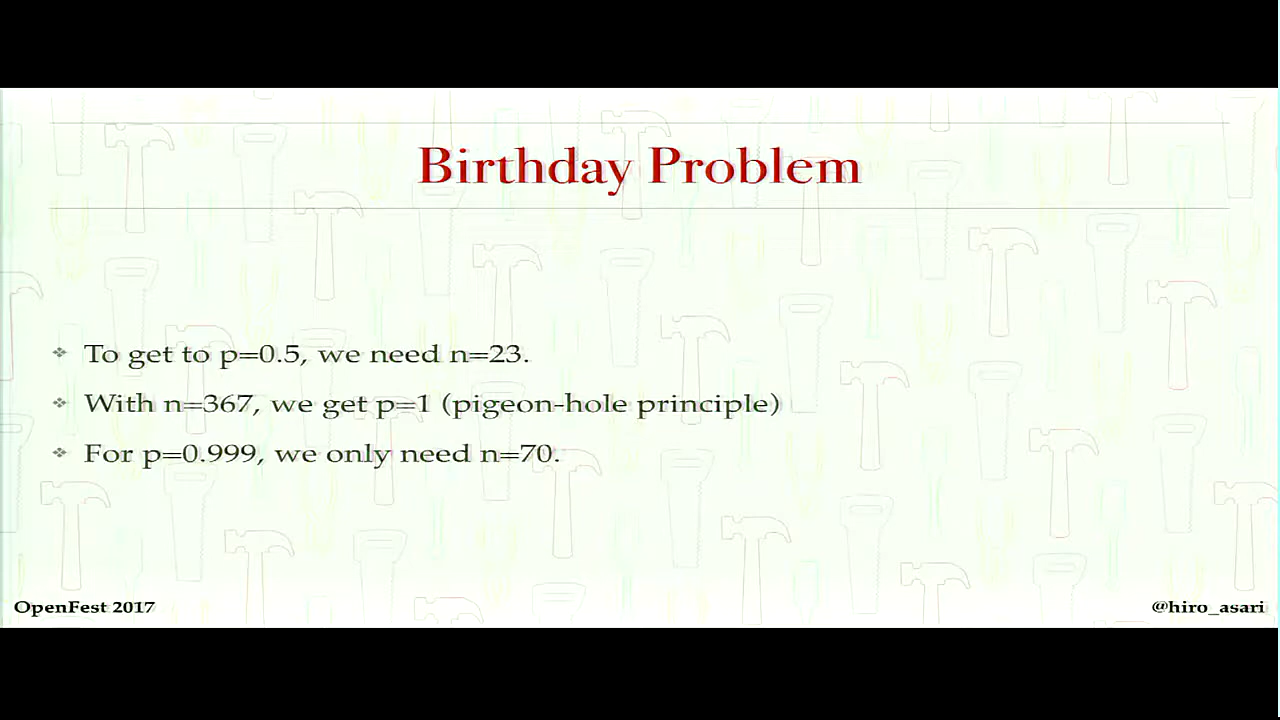 Birthday Problem
❖ To get to p=0.5, we need n=23.
❖ With n=367, we get p=1 (pigeon-hole principle)
❖ For p=0.999, we only need n=70.
OpenFest 2017
@hiro_asari